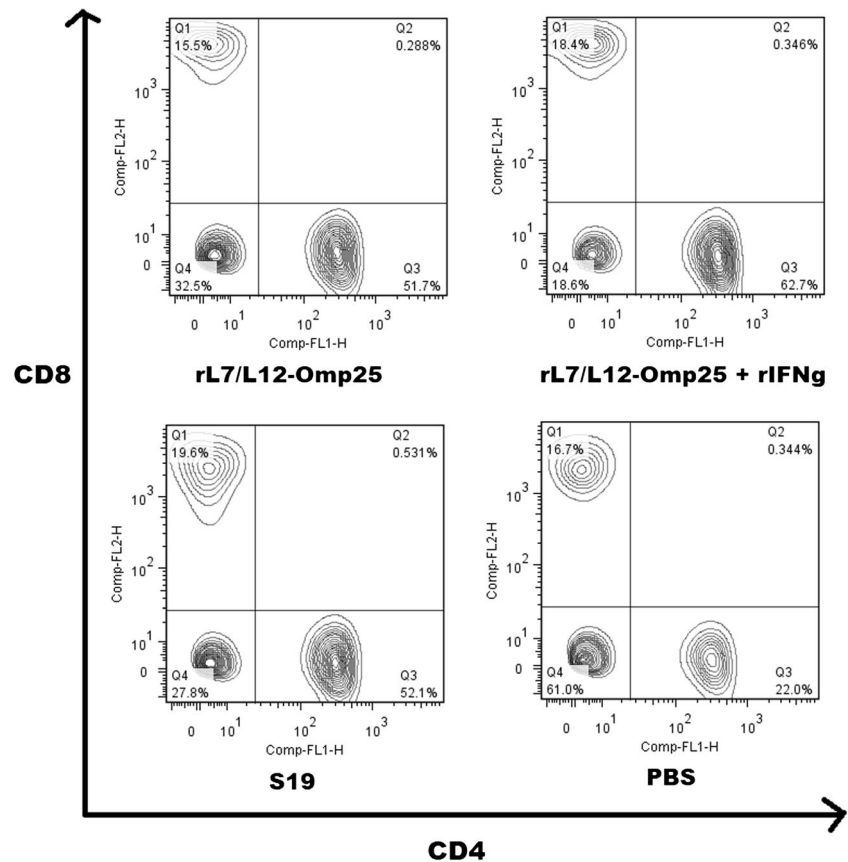 Q1
15.5%
Q2
0.288%
10³
10²
10¹
0
Comp-FL2-H
Q4
32.5%
Q3
51.7%
0 10¹ 10² 10³
Comp-FL1-H
rL7/L12-Omp25
Q1
18.4%
Q2
0.346%
10³
10²
10¹
0
Comp-FL2-H
Q4
18.6%
Q3
62.7%
0 10¹ 10² 10³
Comp-FL1-H
rL7/L12-Omp25 + rIFNg
CD8
Q1
19.6%
Q2
0.531%
10³
10²
10¹
0
Comp-FL2-H
Q4
27.8%
Q3
52.1%
0 10¹ 10² 10³
Comp-FL1-H
S19
Q1
16.7%
Q2
0.344%
10³
10²
10¹
0
Comp-FL2-H
Q4
61.0%
Q3
22.0%
0 10¹ 10² 10³
Comp-FL1-H
PBS
CD4